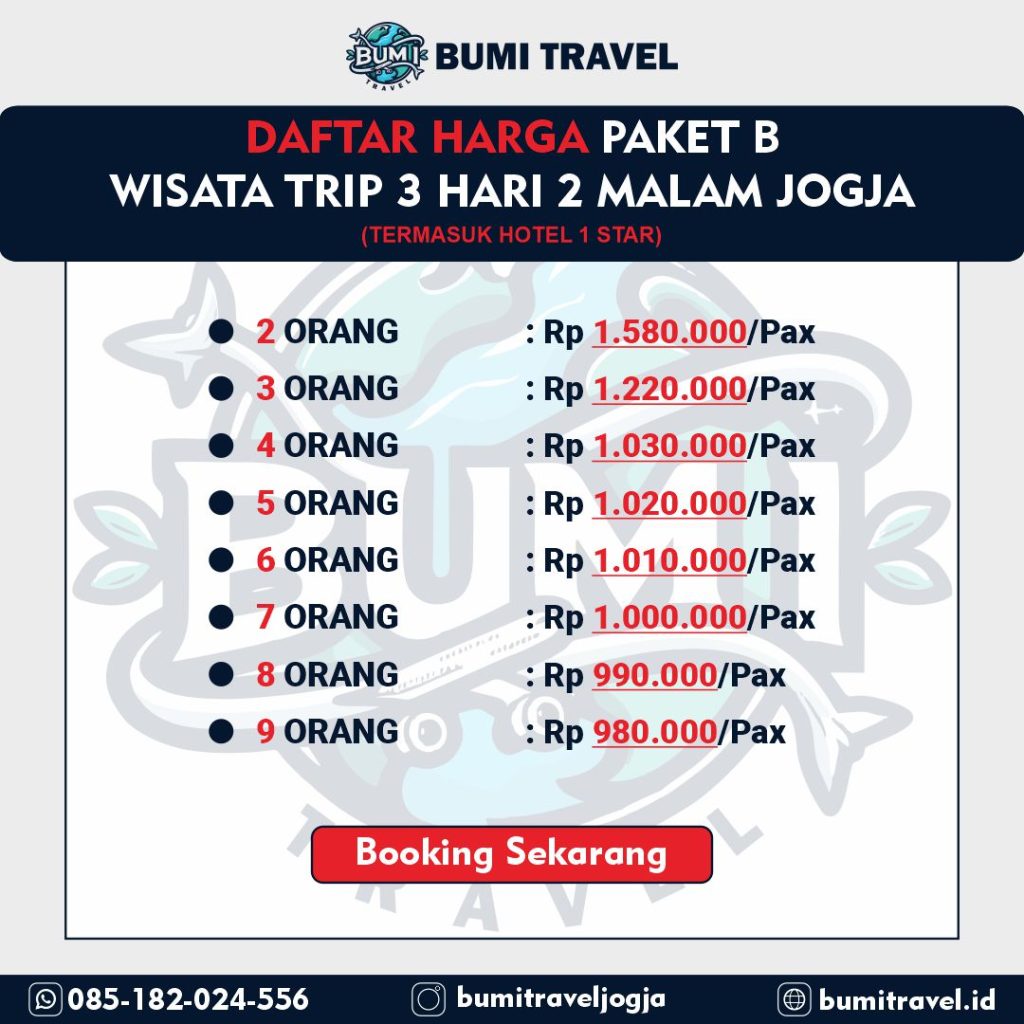 BUMI
TRAVEL
BUMI TRAVEL
DAFTAR HARGA PAKET B
WISATA TRIP 3 HARI 2 MALAM JOGJA
(TERMASUK HOTEL 1 STAR)
2 ORANG : Rp 1.580.000/Pax
3 ORANG : Rp 1.220.000/Pax
4 ORANG : Rp 1.030.000/Pax
5 ORANG : Rp 1.020.000/Pax
6 ORANG : Rp 1.010.000/Pax
7 ORANG : Rp 1.000.000/Pax
8 ORANG : Rp 990.000/Pax
9 ORANG : Rp 980.000/Pax
BUMI
TRAVEL
Booking Sekarang
085-182-024-556 bumitraveljogja bumitravel.id